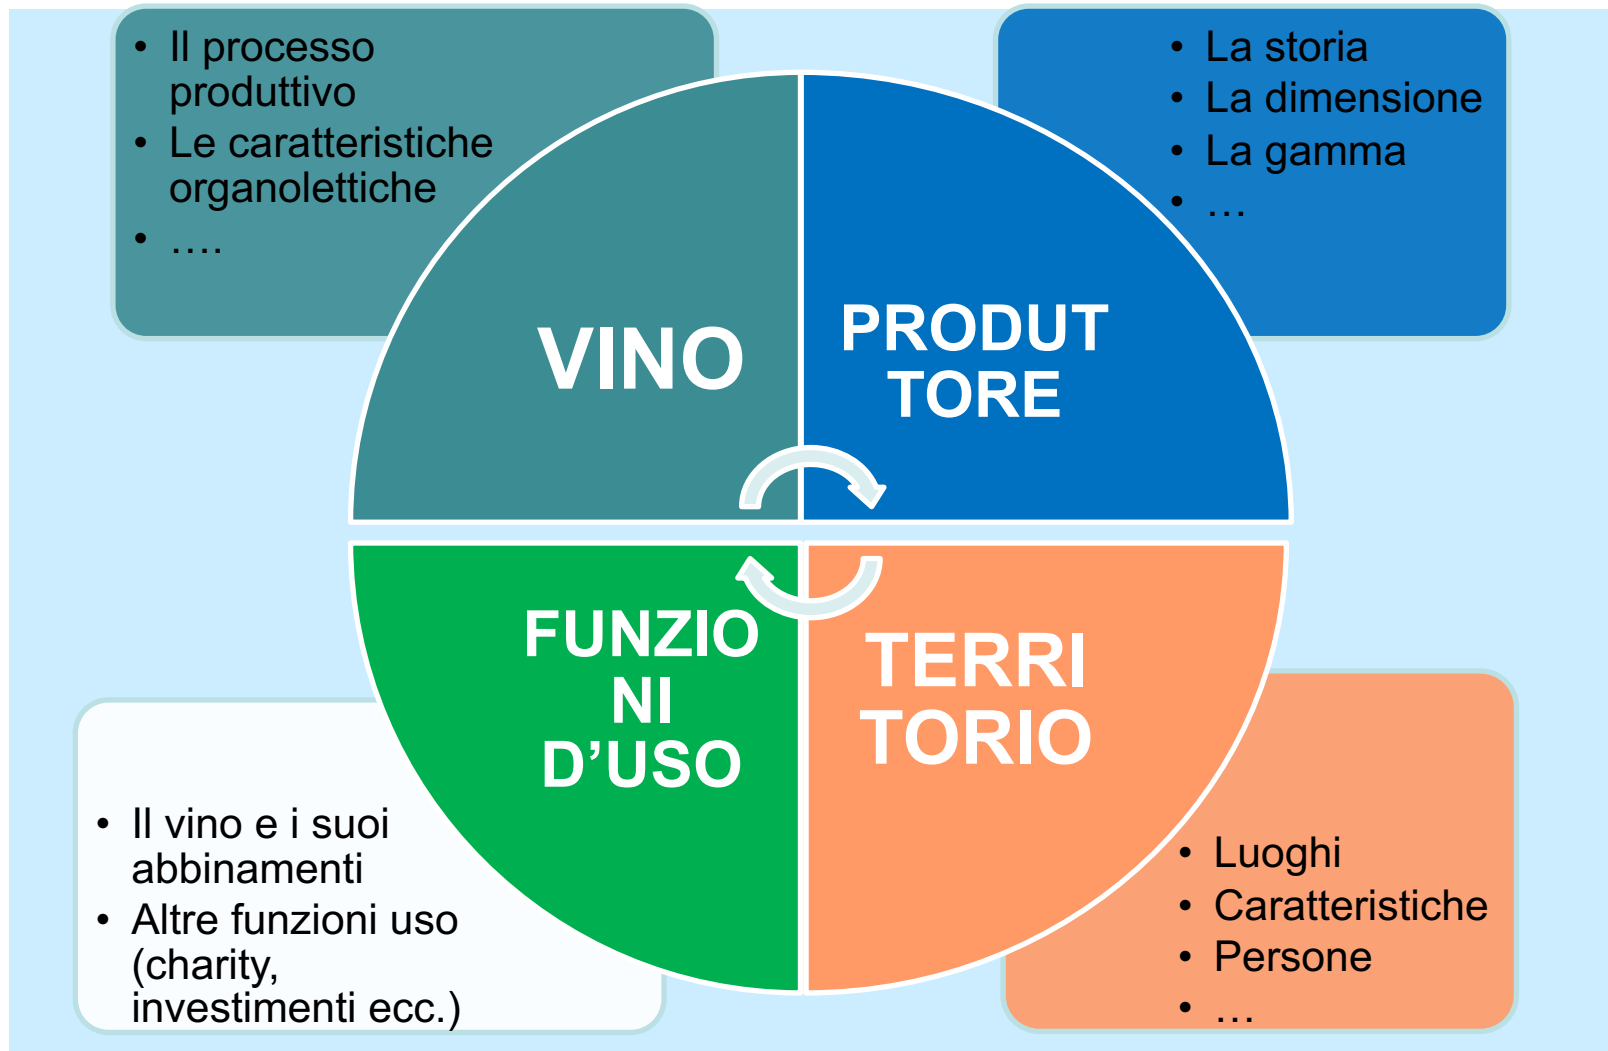 • Il processo
produttivo
• Le caratteristiche
organolettiche
• ….
• La storia
• La dimensione
• La gamma
• …
VINO
PRODUT
TORE
FUNZIO
NI
D’USO
TERRI
TORIO
• Il vino e i suoi
abbinamenti
• Altre funzioni uso
(charity,
investimenti ecc.)
• Luoghi
• Caratteristiche
• Persone
• …